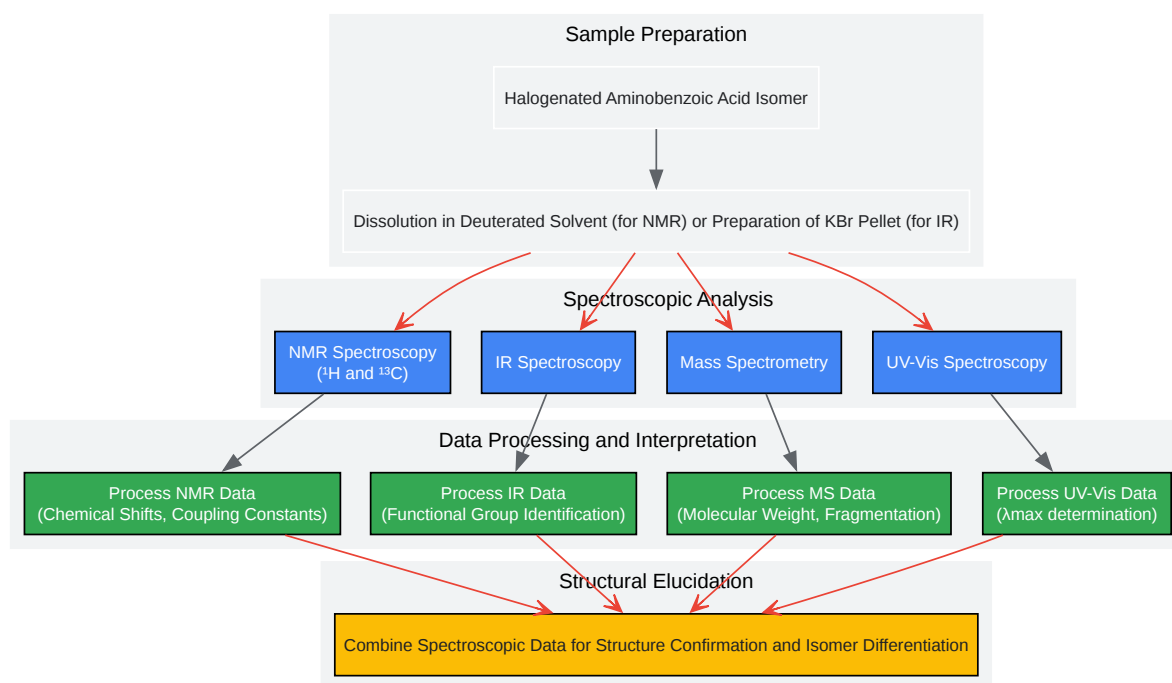 Sample Preparation
Halogenated Aminobenzoic Acid Isomer
Dissolution in Deuterated Solvent (for NMR) or Preparation of KBr Pellet (for IR)
Spectroscopic Analysis
NMR Spectroscopy
(¹H and ¹³C)
IR Spectroscopy
Mass Spectrometry
UV-Vis Spectroscopy
Data Processing and Interpretation
Process NMR Data
(Chemical Shifts, Coupling Constants)
Process IR Data
(Functional Group Identification)
Process MS Data
(Molecular Weight, Fragmentation)
Process UV-Vis Data
(λmax determination)
Structural Elucidation
Combine Spectroscopic Data for Structure Confirmation and Isomer Differentiation